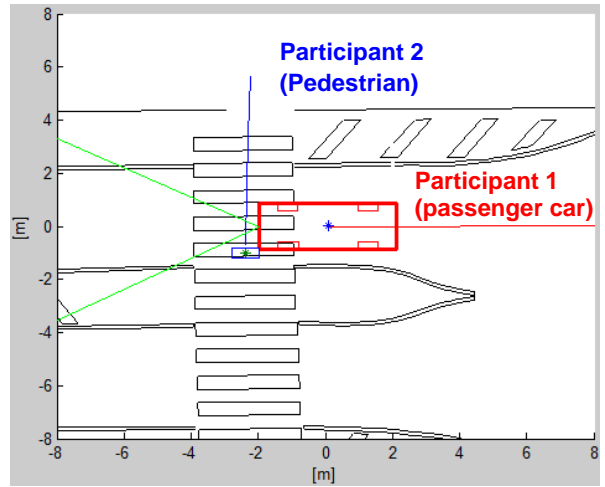 8
Participant 2
(Pedestrian)
6
4
2
Participant 1
(passenger car)
[m]
0
-2
-4
-6
-8
-8 -6 -4 -2 0 2 4 6 8
[m]